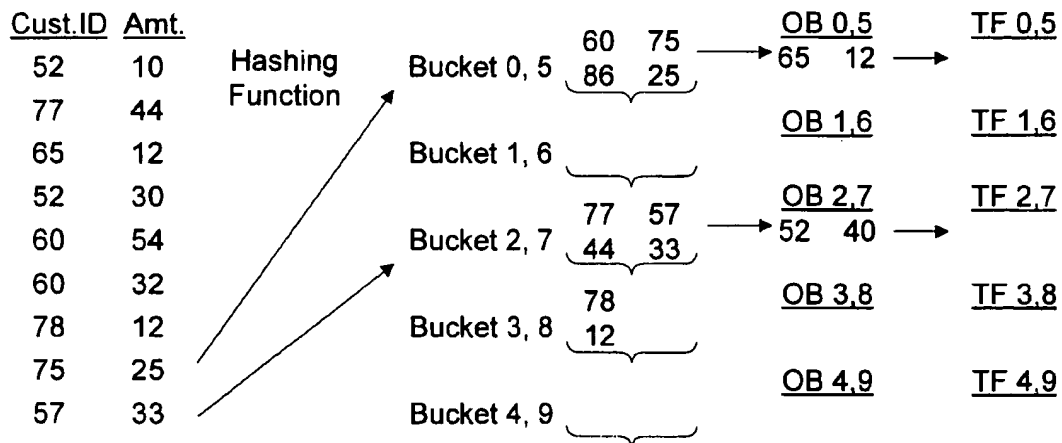 Cust.ID Amt.
52 10
77 44
65 12
52 30
60 54
60 32
78 12
75 25
57 33
Hashing
Function
Bucket 0, 5
60 75
86 25
Bucket 1, 6
Bucket 2, 7
77 57
44 33
Bucket 3, 8
78
12
Bucket 4, 9
OB 0,5
65 12
OB 1,6
OB 2,7
52 40
OB 3,8
OB 4,9
TF 0,5
TF 1,6
TF 2,7
TF 3,8
TF 4,9